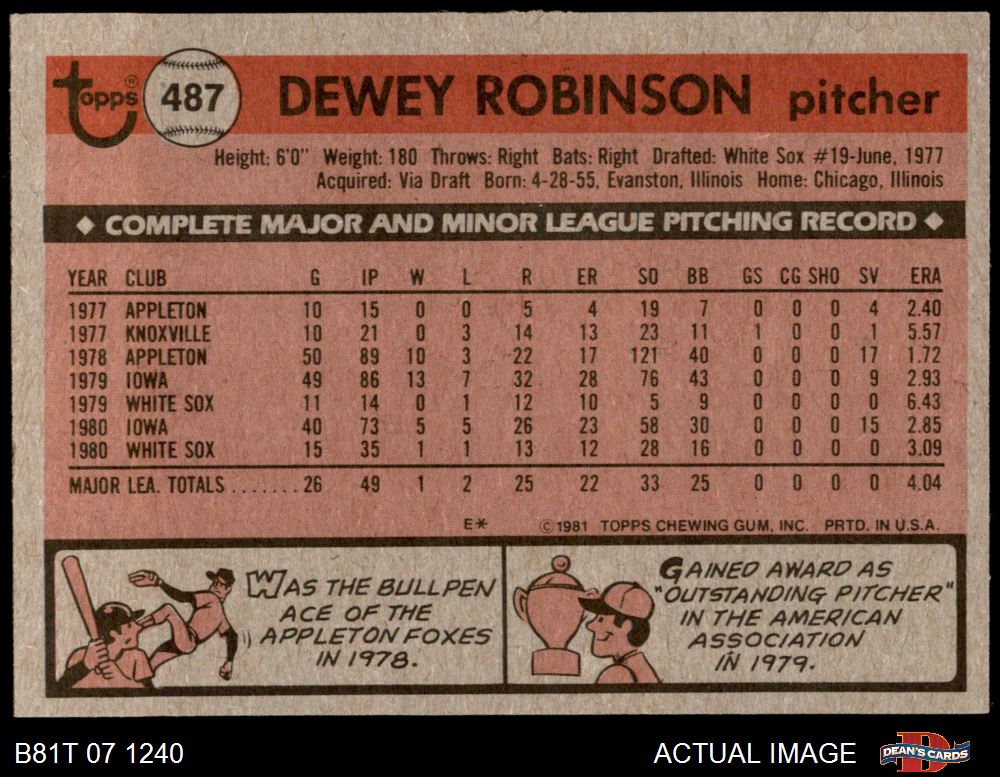 Topps® 487 DEWEY ROBINSON pitcher
Height: 6'0" Weight: 180 Throws: Right Bats: Right Drafted: White Sox #19-June, 1977
Acquired: Via Draft Born: 4-28-55, Evanston, Illinois Home: Chicago, Illinois
◆ COMPLETE MAJOR AND MINOR LEAGUE PITCHING RECORD ◆
YEAR CLUB G IP W L R ER SO BB GS CG SHO SV ERA
1977 APPLETON 10 15 0 0 5 4 19 7 0 0 0 4 2.40
1977 KNOXVILLE 10 21 0 3 14 13 23 11 1 0 0 1 5.57
1978 APPLETON 50 89 10 3 22 17 121 40 0 0 0 17 1.72
1979 IOWA 49 86 13 7 32 28 76 43 0 0 0 9 2.93
1979 WHITE SOX 11 14 0 1 12 10 5 9 0 0 0 0 6.43
1980 IOWA 40 73 5 5 26 23 58 30 0 0 0 15 2.85
1980 WHITE SOX 15 35 1 1 13 12 28 16 0 0 0 0 3.09
MAJOR LEA. TOTALS ....... 26 49 1 2 25 22 33 25 0 0 0 0 4.04
E* ©1981 TOPPS CHEWING GUM, INC. PRTD. IN U.S.A.
WAS THE BULLPEN
ACE OF THE
APPLETON FOXES
IN 1978.
GAINED AWARD AS
"OUTSTANDING PITCHER"
IN THE AMERICAN
ASSOCIATION
IN 1979.
B81T 07 1240 ACTUAL IMAGE DEAN'S CARDS